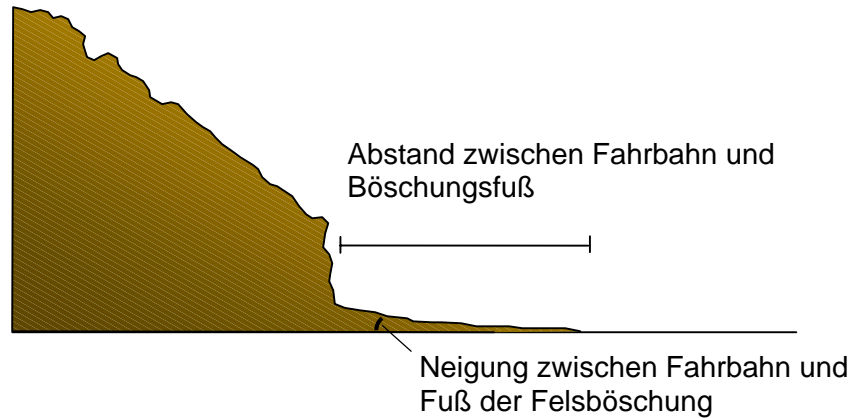 Abstand zwischen Fahrbahn und
Böschungsfuß
Neigung zwischen Fahrbahn und
Fuß der Felsböschung